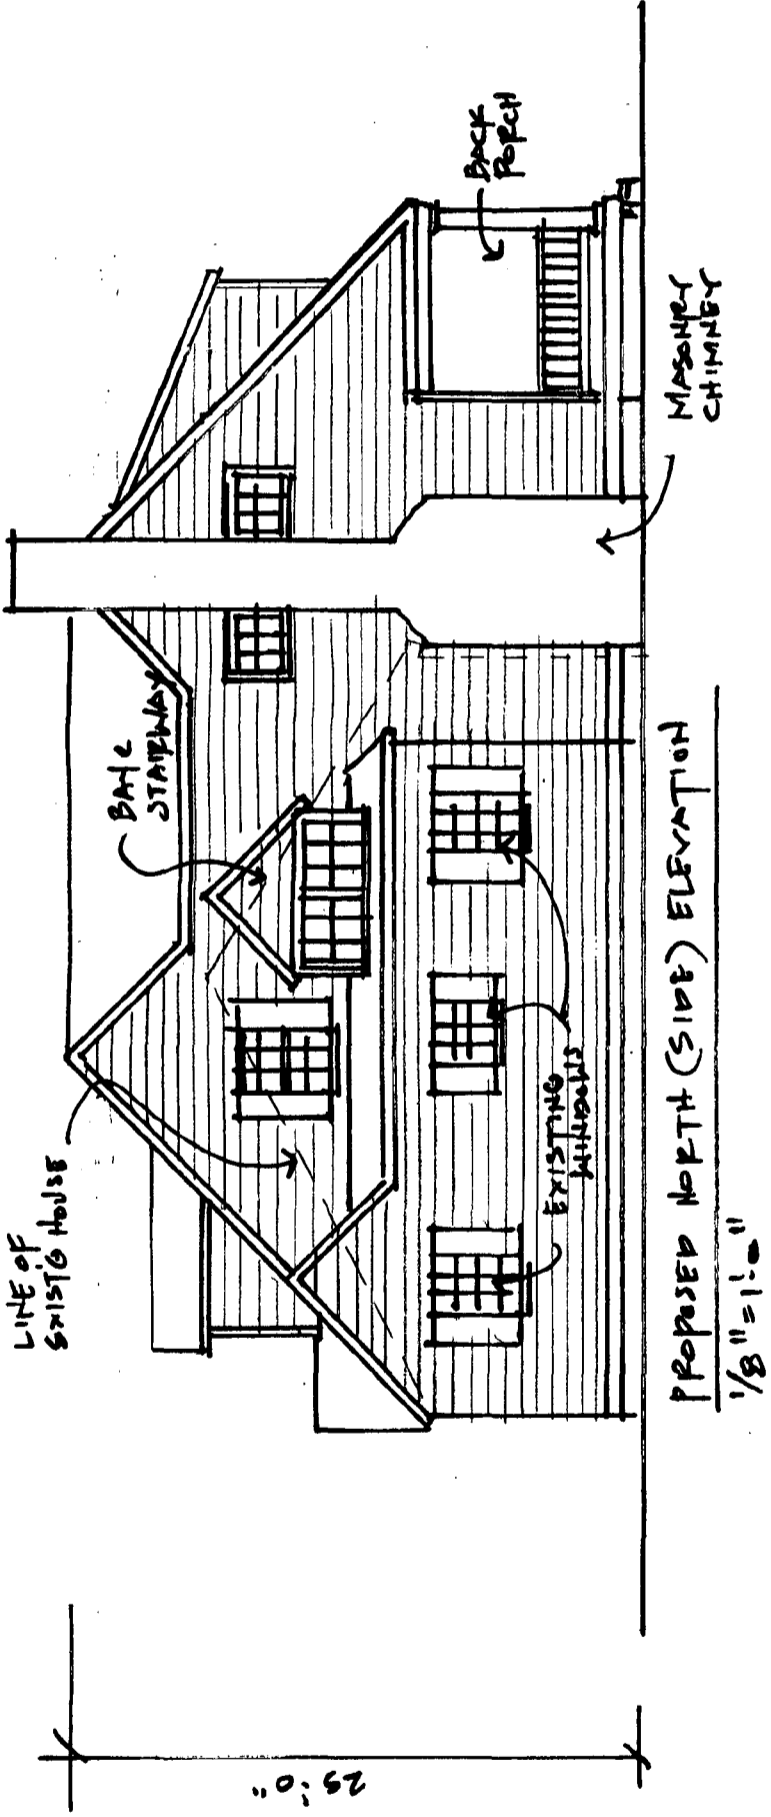 LINE OF
EXIST'G HOUSE
BAY @
STAIRWAY
BACK
PORCH
EXISTING
WINDOWS
MASONRY
CHIMNEY
25'-0"
PROPOSED NORTH (SIDE) ELEVATION
1/8"=1'-0"